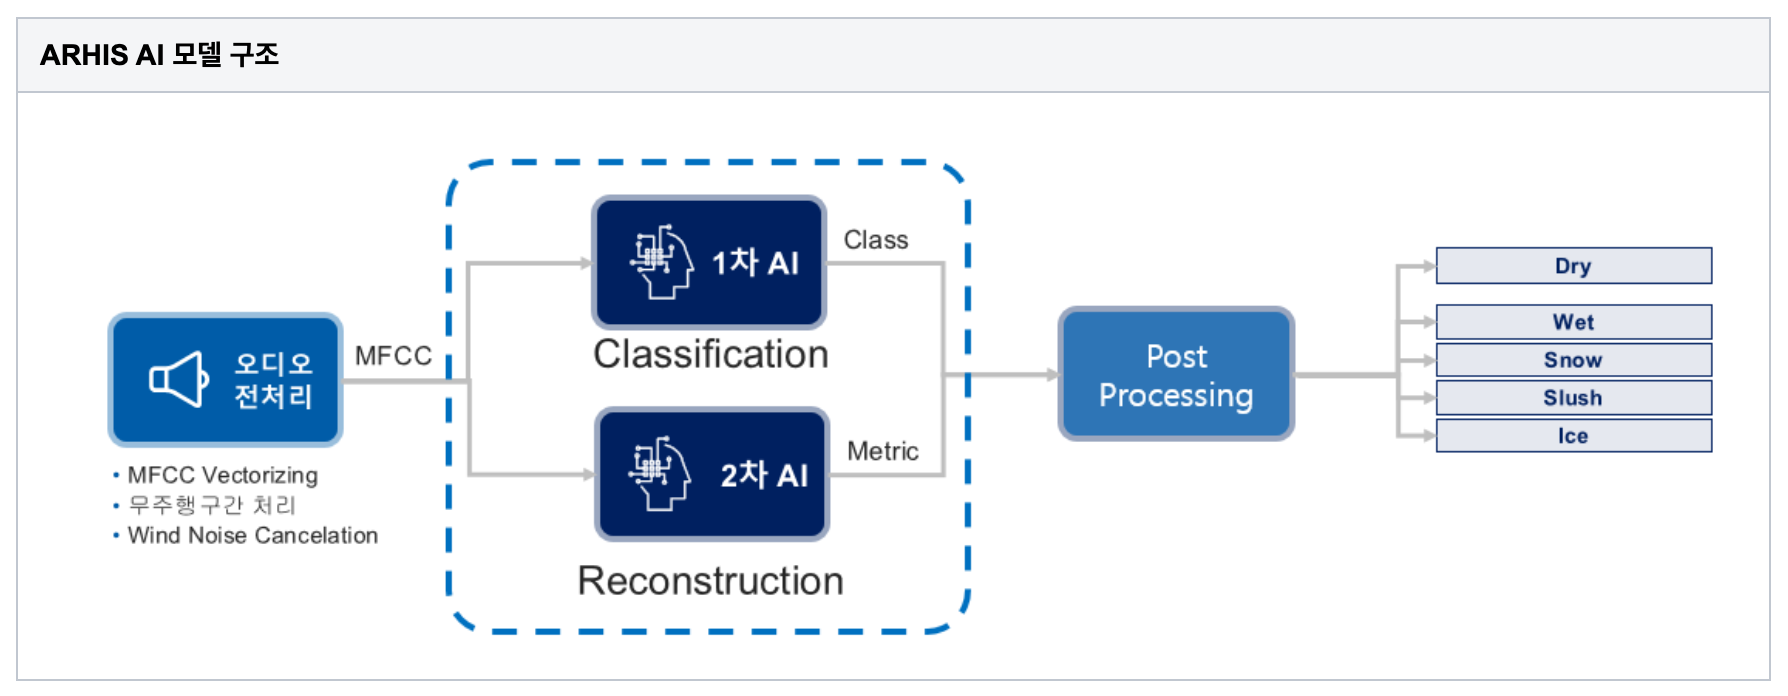 ARHIS AI 모델 구조
오디오
전처리
MFCC
• MFCC Vectorizing
• 무주행구간 처리
• Wind Noise Cancelation
1차 AI
Classification
Class
2차 AI
Reconstruction
Metric
Post
Processing
Dry
Wet
Snow
Slush
Ice